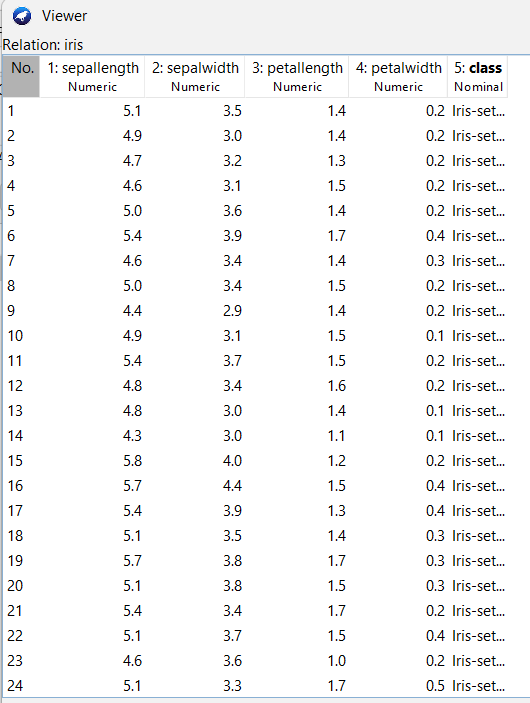 Viewer
Relation: iris
No. 1: sepallength 2: sepalwidth 3: petallength 4: petalwidth 5: class
Numeric Numeric Numeric Numeric Nominal
1 5.1 3.5 1.4 0.2 Iris-set...
2 4.9 3.0 1.4 0.2 Iris-set...
3 4.7 3.2 1.3 0.2 Iris-set...
4 4.6 3.1 1.5 0.2 Iris-set...
5 5.0 3.6 1.4 0.2 Iris-set...
6 5.4 3.9 1.7 0.4 Iris-set...
7 4.6 3.4 1.4 0.3 Iris-set...
8 5.0 3.4 1.5 0.2 Iris-set...
9 4.4 2.9 1.4 0.2 Iris-set...
10 4.9 3.1 1.5 0.1 Iris-set...
11 5.4 3.7 1.5 0.2 Iris-set...
12 4.8 3.4 1.6 0.2 Iris-set...
13 4.8 3.0 1.4 0.1 Iris-set...
14 4.3 3.0 1.1 0.1 Iris-set...
15 5.8 4.0 1.2 0.2 Iris-set...
16 5.7 4.4 1.5 0.4 Iris-set...
17 5.4 3.9 1.3 0.4 Iris-set...
18 5.1 3.5 1.4 0.3 Iris-set...
19 5.7 3.8 1.7 0.3 Iris-set...
20 5.1 3.8 1.5 0.3 Iris-set...
21 5.4 3.4 1.7 0.2 Iris-set...
22 5.1 3.7 1.5 0.4 Iris-set...
23 4.6 3.6 1.0 0.2 Iris-set...
24 5.1 3.3 1.7 0.5 Iris-set...